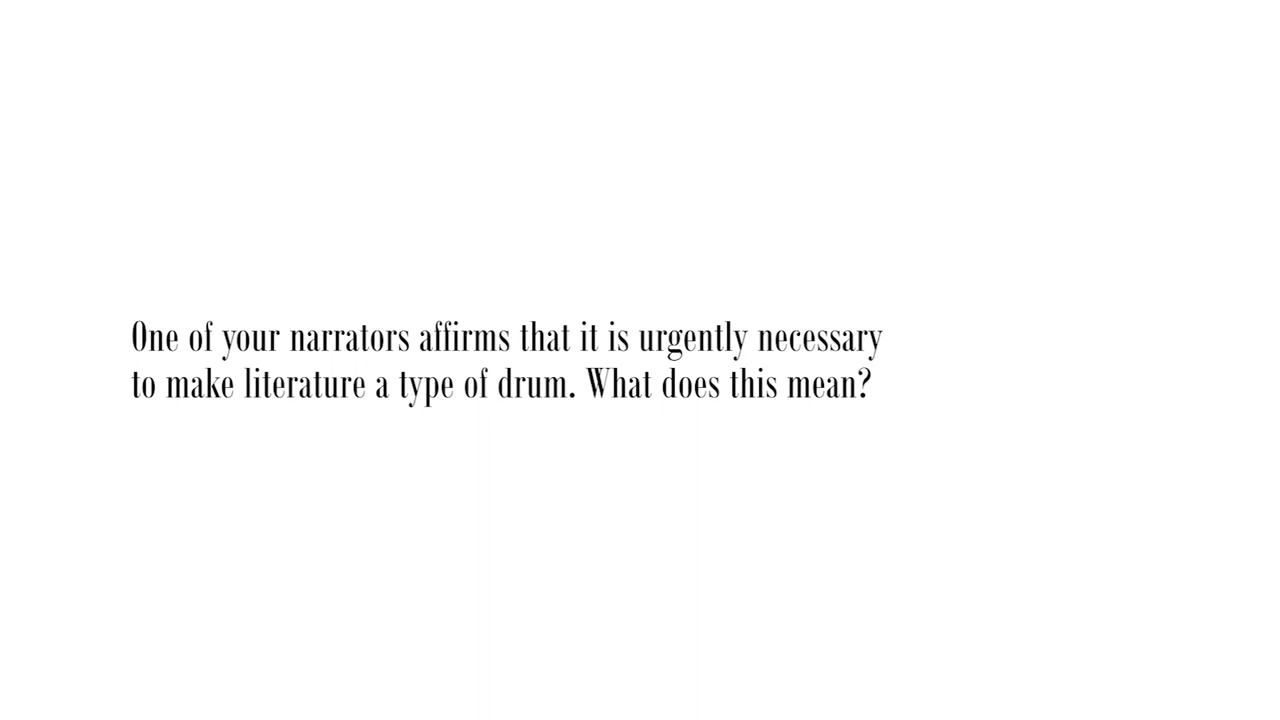 One of your narrators affirms that it is urgently necessary
to make literature a type of drum. What does this mean?